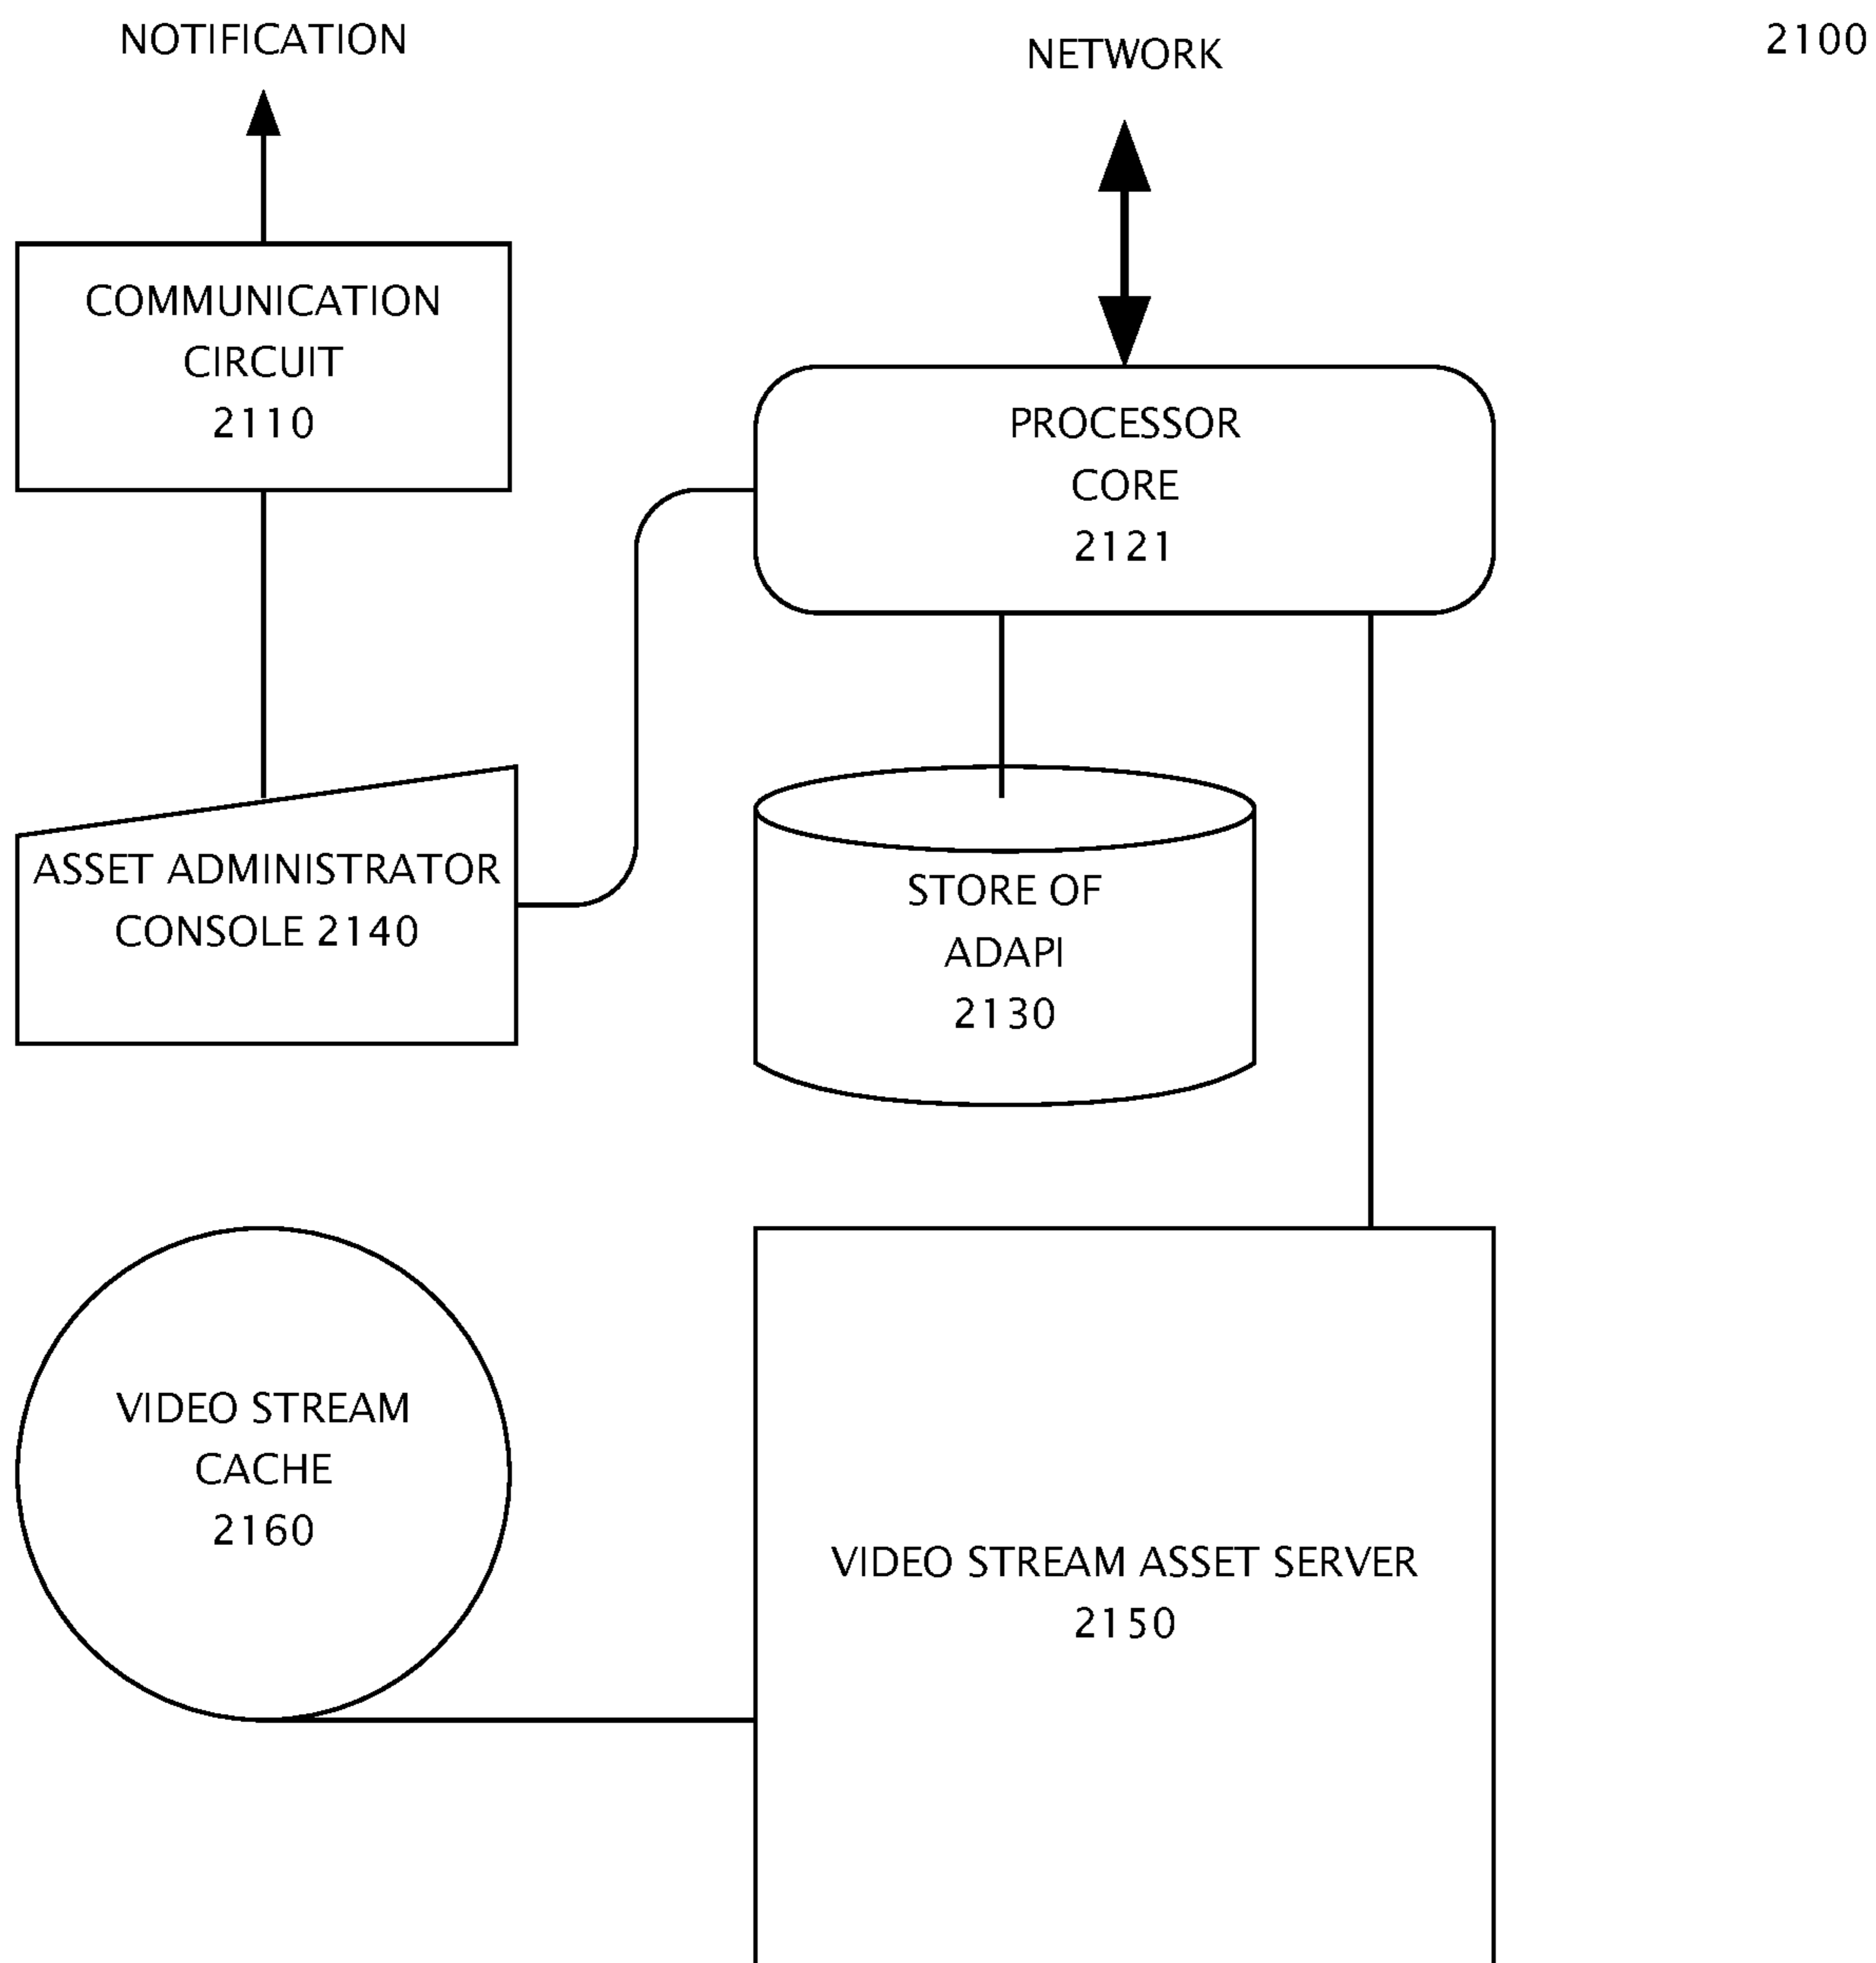 NOTIFICATION
NETWORK
2100
COMMUNICATION
CIRCUIT
2110
PROCESSOR
CORE
2121
ASSET ADMINISTRATOR
CONSOLE 2140
STORE OF
ADAPI
2130
VIDEO STREAM
CACHE
2160
VIDEO STREAM ASSET SERVER
2150